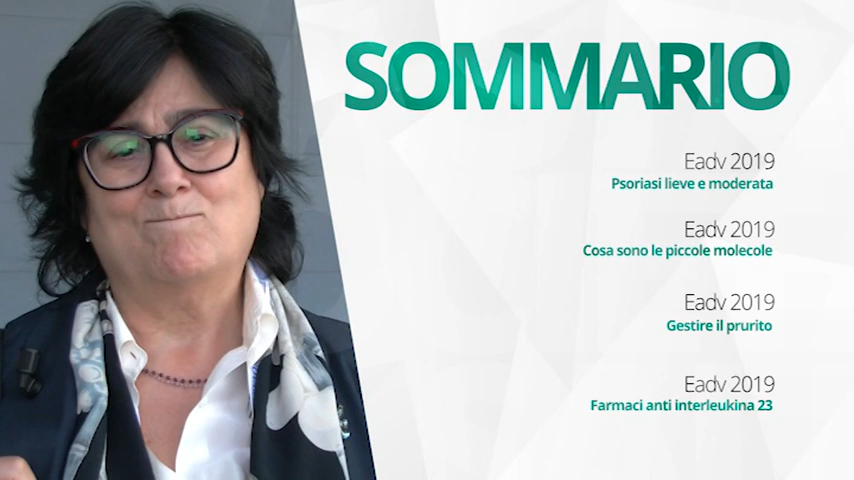 SOMMARIO
Eadv 2019
Psoriasi lieve e moderata
Eadv 2019
Cosa sono le piccole molecole
Eadv 2019
Gestire il prurito
Eadv 2019
Farmaci anti interleukina 23